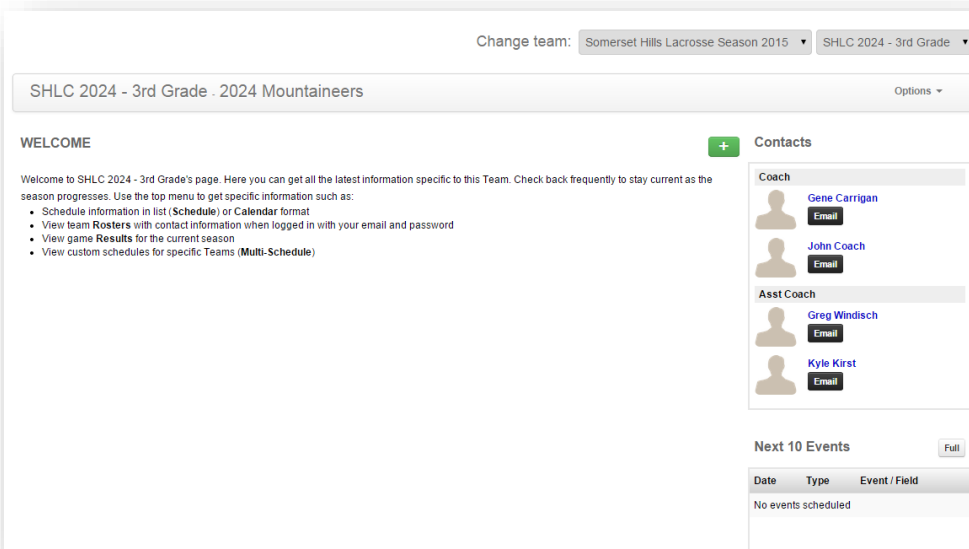 Change team: Somerset Hills Lacrosse Season 2015 SHLC 2024 - 3rd Grade
SHLC 2024 - 3rd Grade - 2024 Mountaineers
Options
WELCOME
+
Welcome to SHLC 2024 - 3rd Grade's page. Here you can get all the latest information specific to this Team. Check back frequently to stay current as the
season progresses. Use the top menu to get specific information such as:
Schedule information in list (Schedule) or Calendar format
View team Rosters with contact information when logged in with your email and password
View game Results for the current season
View custom schedules for specific Teams (Multi-Schedule)
Contacts
Coach
Gene Carrigan
Email
John Coach
Email
Asst Coach
Greg Windisch
Email
Kyle Kirst
Email
Next 10 Events
Full
Date Type Event / Field
No events scheduled